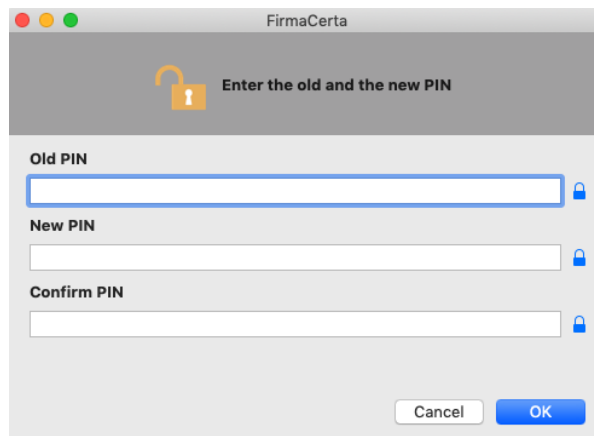 FirmaCerta
Enter the old and the new PIN
Old PIN
New PIN
Confirm PIN
Cancel OK